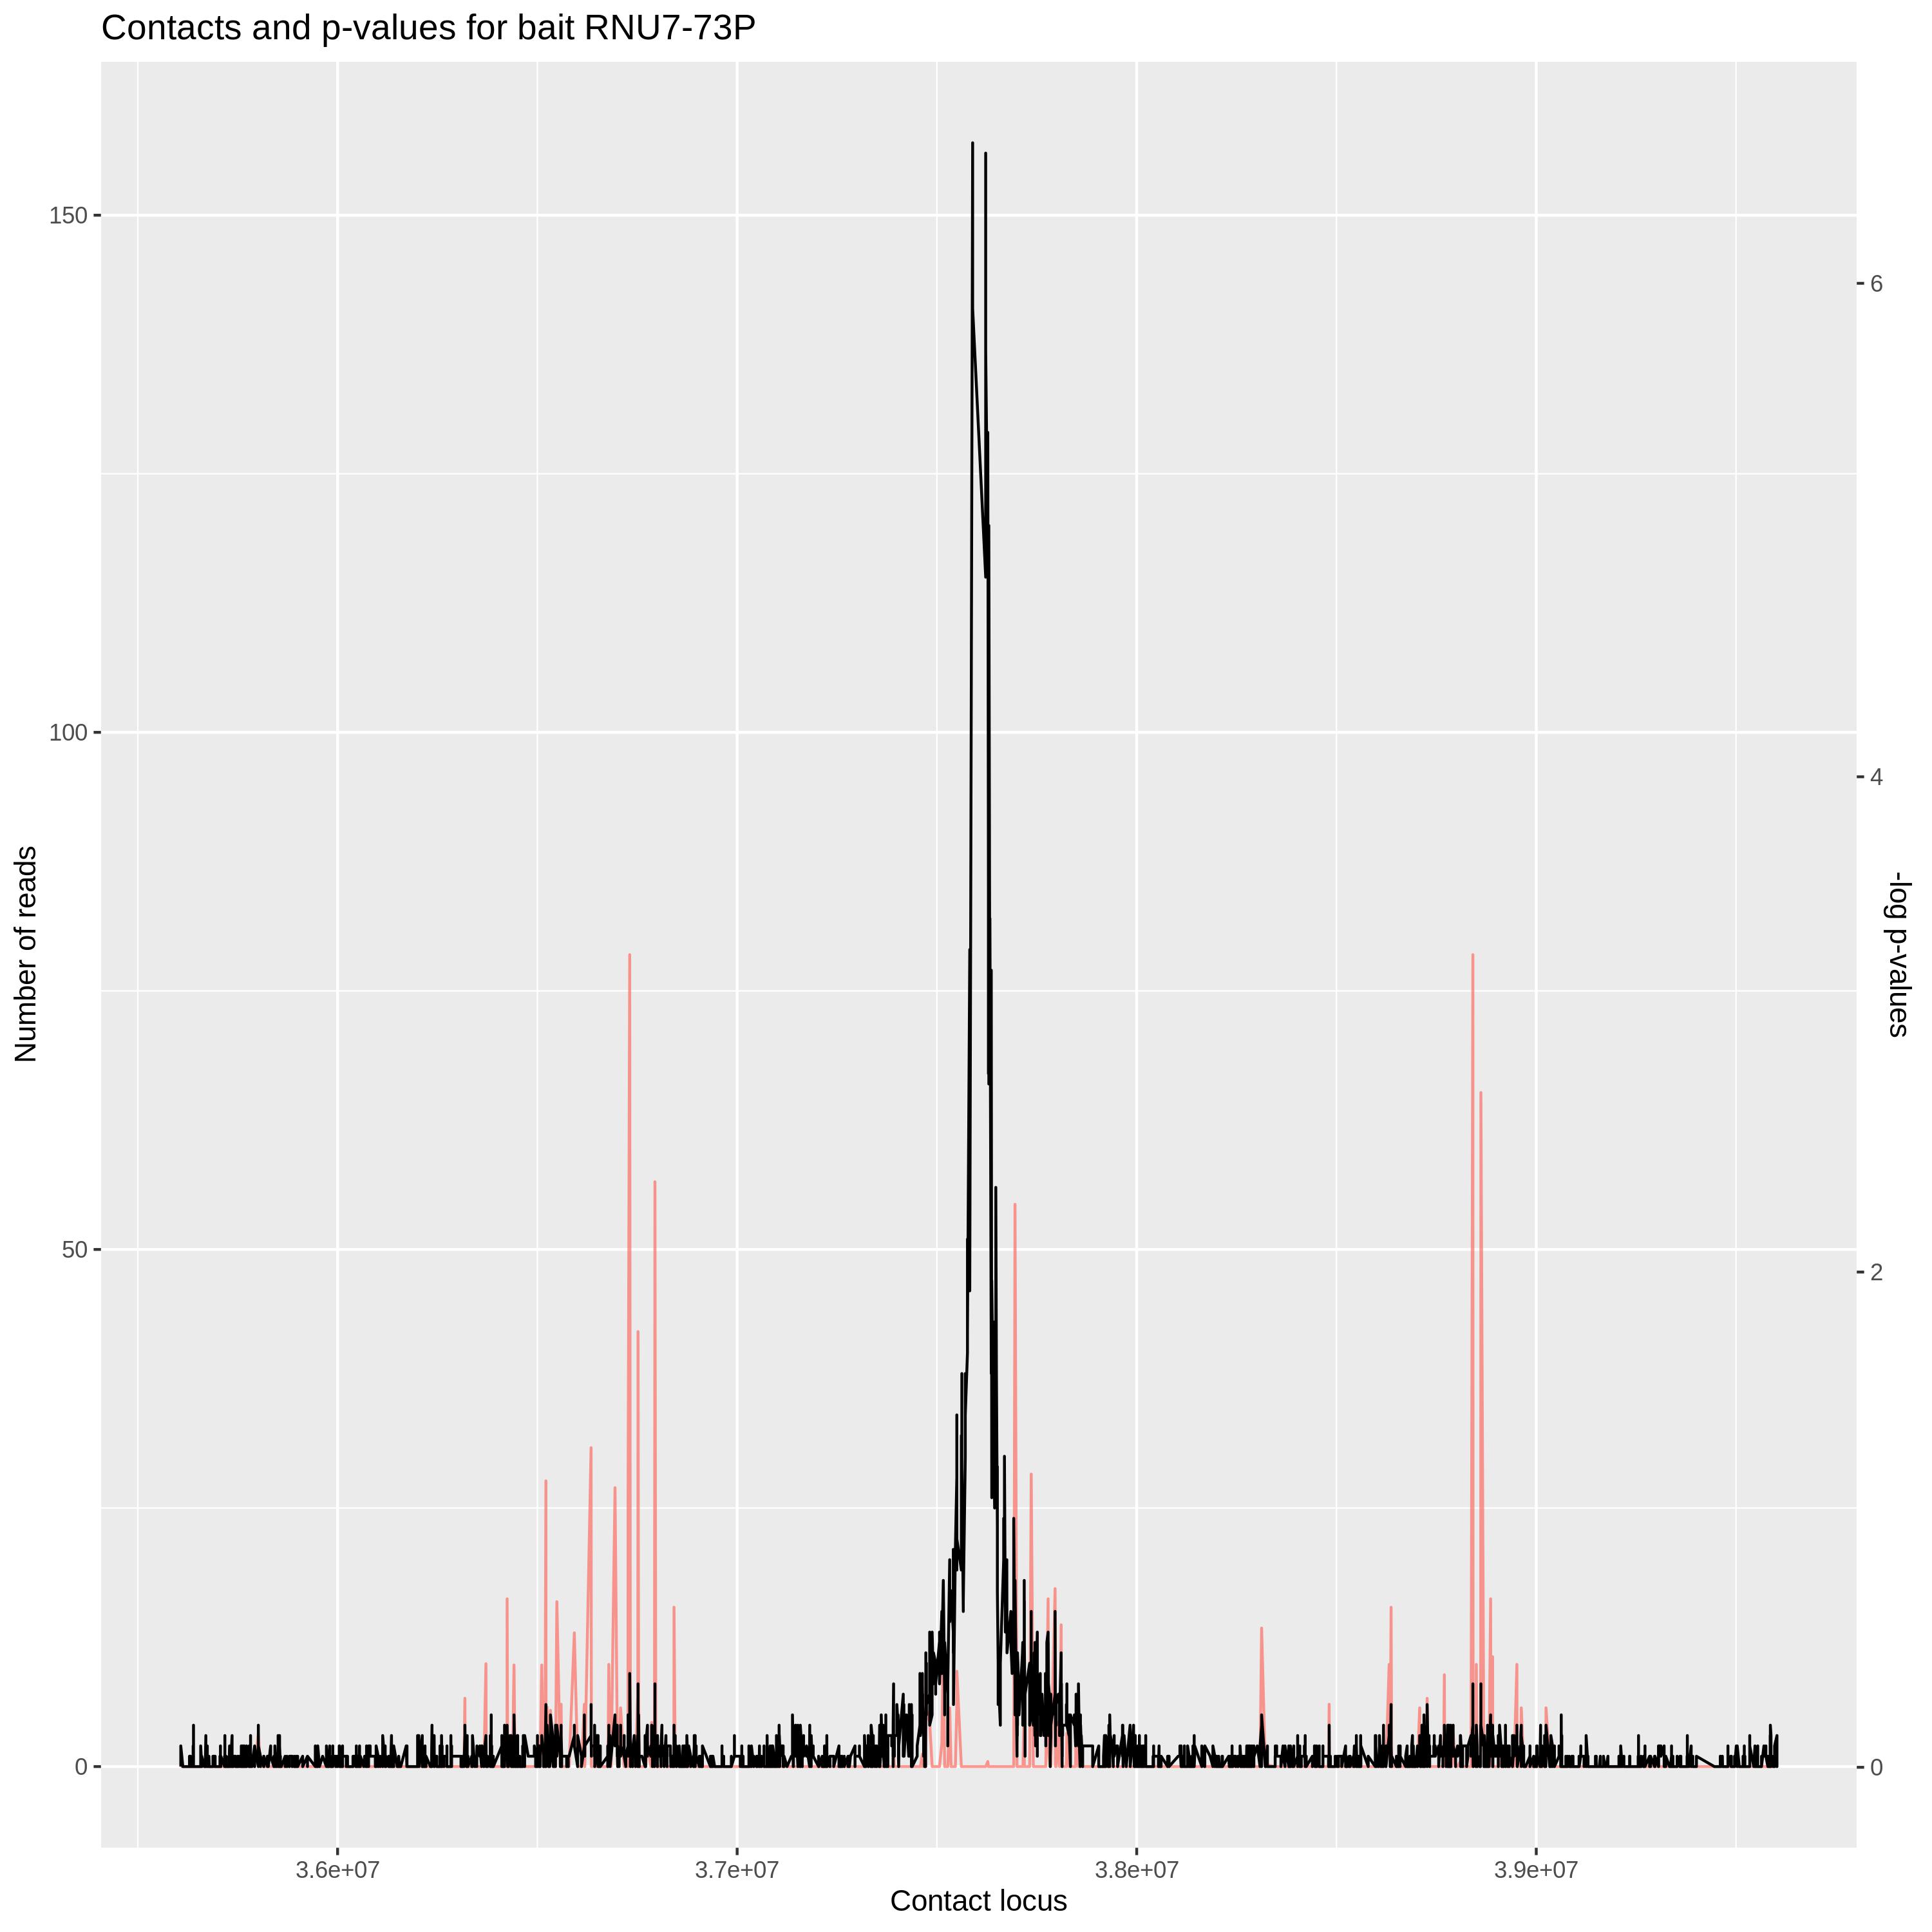 Contacts and p-values for bait RNU7-73P
150
100
50
0
Number of reads
6
4
2
0
-log p-values
3.6e+07
3.7e+07
3.8e+07
3.9e+07
Contact locus